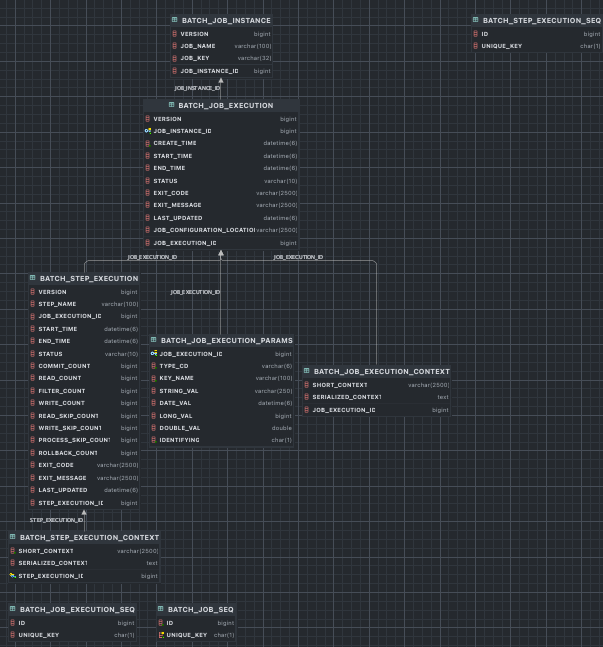 BATCH_JOB_INSTANCE
VERSION bigint
JOB_NAME varchar(100)
JOB_KEY varchar(32)
JOB_INSTANCE_ID bigint
BATCH_STEP_EXECUTION_SEQ
ID bigint
UNIQUE_KEY char(1)
JOB_INSTANCE_ID
BATCH_JOB_EXECUTION
VERSION bigint
JOB_INSTANCE_ID bigint
CREATE_TIME datetime(6)
START_TIME datetime(6)
END_TIME datetime(6)
STATUS varchar(10)
EXIT_CODE varchar(2500)
EXIT_MESSAGE varchar(2500)
LAST_UPDATED datetime(6)
JOB_CONFIGURATION_LOCATION varchar(2500)
JOB_EXECUTION_ID bigint
JOB_EXECUTION_ID
JOB_EXECUTION_ID
JOB_EXECUTION_ID
BATCH_STEP_EXECUTION
VERSION bigint
STEP_NAME varchar(100)
JOB_EXECUTION_ID bigint
START_TIME datetime(6)
END_TIME datetime(6)
STATUS varchar(10)
COMMIT_COUNT bigint
READ_COUNT bigint
FILTER_COUNT bigint
WRITE_COUNT bigint
READ_SKIP_COUNT bigint
WRITE_SKIP_COUNT bigint
PROCESS_SKIP_COUNT bigint
ROLLBACK_COUNT bigint
EXIT_CODE varchar(2500)
EXIT_MESSAGE varchar(2500)
LAST_UPDATED datetime(6)
STEP_EXECUTION_ID bigint
BATCH_JOB_EXECUTION_PARAMS
JOB_EXECUTION_ID bigint
TYPE_CD varchar(6)
KEY_NAME varchar(100)
STRING_VAL varchar(250)
DATE_VAL datetime(6)
LONG_VAL bigint
DOUBLE_VAL double
IDENTIFYING char(1)
BATCH_JOB_EXECUTION_CONTEXT
SHORT_CONTEXT varchar(2500)
SERIALIZED_CONTEXT text
JOB_EXECUTION_ID bigint
STEP_EXECUTION_ID
BATCH_STEP_EXECUTION_CONTEXT
SHORT_CONTEXT varchar(2500)
SERIALIZED_CONTEXT text
STEP_EXECUTION_ID bigint
BATCH_JOB_EXECUTION_SEQ
ID bigint
UNIQUE_KEY char(1)
BATCH_JOB_SEQ
ID bigint
UNIQUE_KEY char(1)